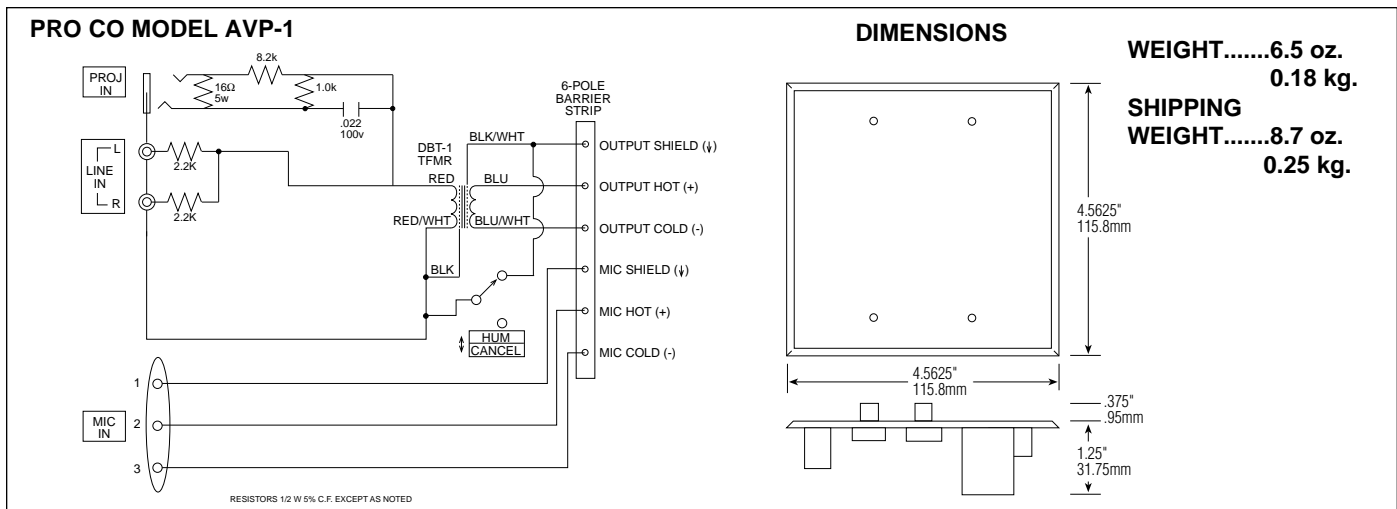 PRO CO MODEL AVP-1
PROJ
IN
8.2k
16Ω
5w
1.0k
.022
100v
L
LINE
IN
R
2.2K
2.2K
DBT-1
TFMR
RED
RED/WHT
BLK
BLK/WHT
BLU
BLU/WHT
6-POLE
BARRIER
STRIP
OUTPUT SHIELD (↓)
OUTPUT HOT (+)
OUTPUT COLD (-)
MIC SHIELD (↓)
MIC HOT (+)
MIC COLD (-)
HUM
CANCEL
MIC
IN
1
2
3
RESISTORS 1/2 W 5% C.F. EXCEPT AS NOTED
DIMENSIONS
4.5625"
115.8mm
4.5625"
115.8mm
.375"
.95mm
1.25"
31.75mm
WEIGHT.......6.5 oz.
0.18 kg.
SHIPPING
WEIGHT.......8.7 oz.
0.25 kg.